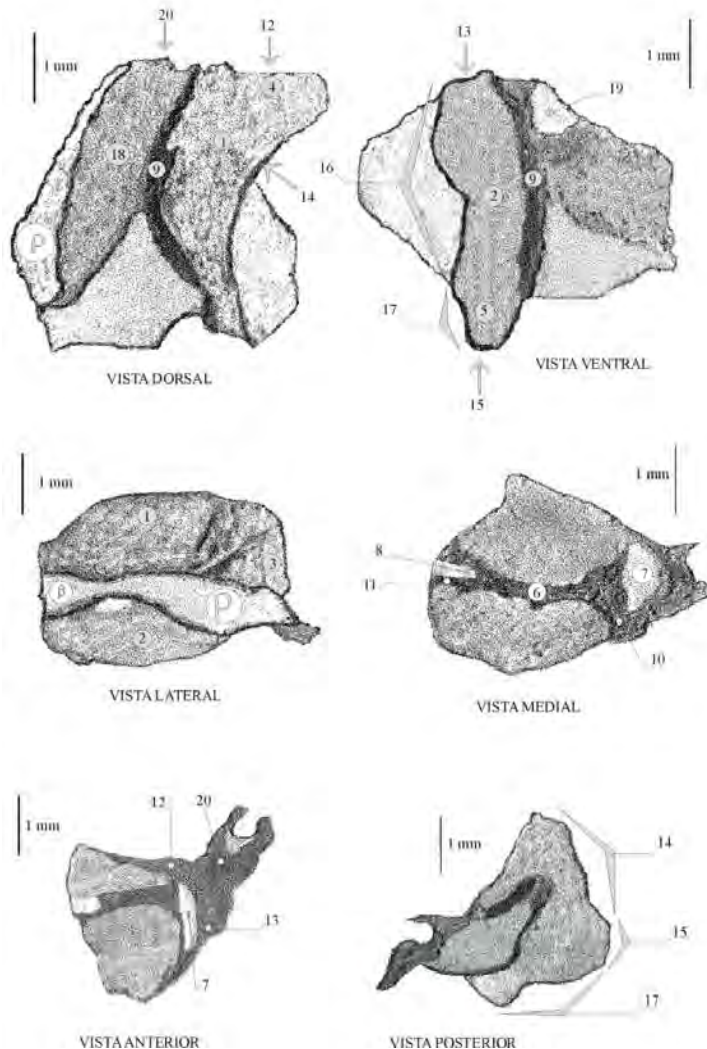 20
12
1 mm
4
18
1
9
14
ρ
VISTA DORSAL
13
1 mm
19
16
2
9
17
5
VISTA VENTRAL
15
1 mm
1
3
β
ρ
2
VISTA LATERAL
1 mm
8
11
6
7
10
VISTA MEDIAL
12
20
1 mm
13
7
VISTA ANTERIOR
1 mm
14
15
17
VISTA POSTERIOR